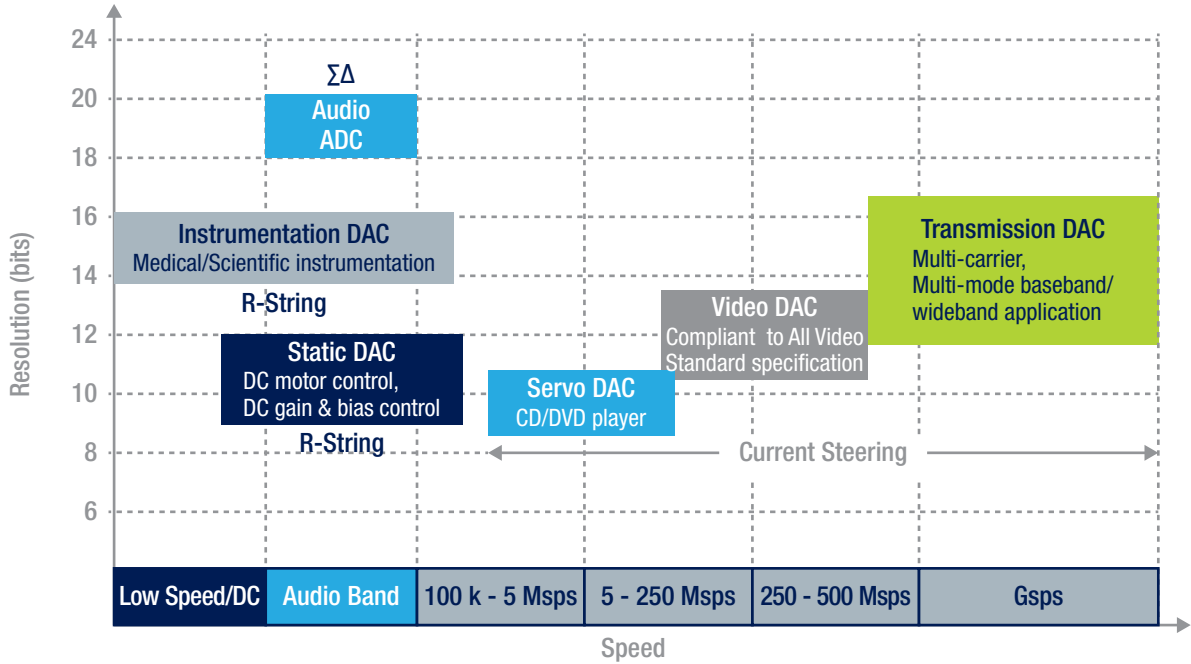 24
20
18
16
14
12
10
8
6
Resolution (bits)
ΣΔ
Audio
ADC
Instrumentation DAC
Medical/Scientific instrumentation
R-String
Static DAC
DC motor control,
DC gain & bias control
R-String
Servo DAC
CD/DVD player
Video DAC
Compliant to All Video
Standard specification
Transmission DAC
Multi-carrier,
Multi-mode baseband/
wideband application
Current Steering
Low Speed/DC
Audio Band
100 k - 5 Msps
5 - 250 Msps
250 - 500 Msps
Gsps
Speed